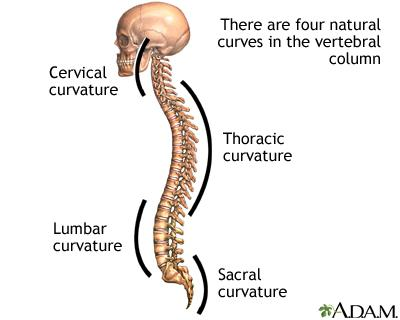 There are four natural
curves in the vertebral
column
Cervical
curvature
Thoracic
curvature
Lumbar
curvature
Sacral
curvature
A.D.A.M.